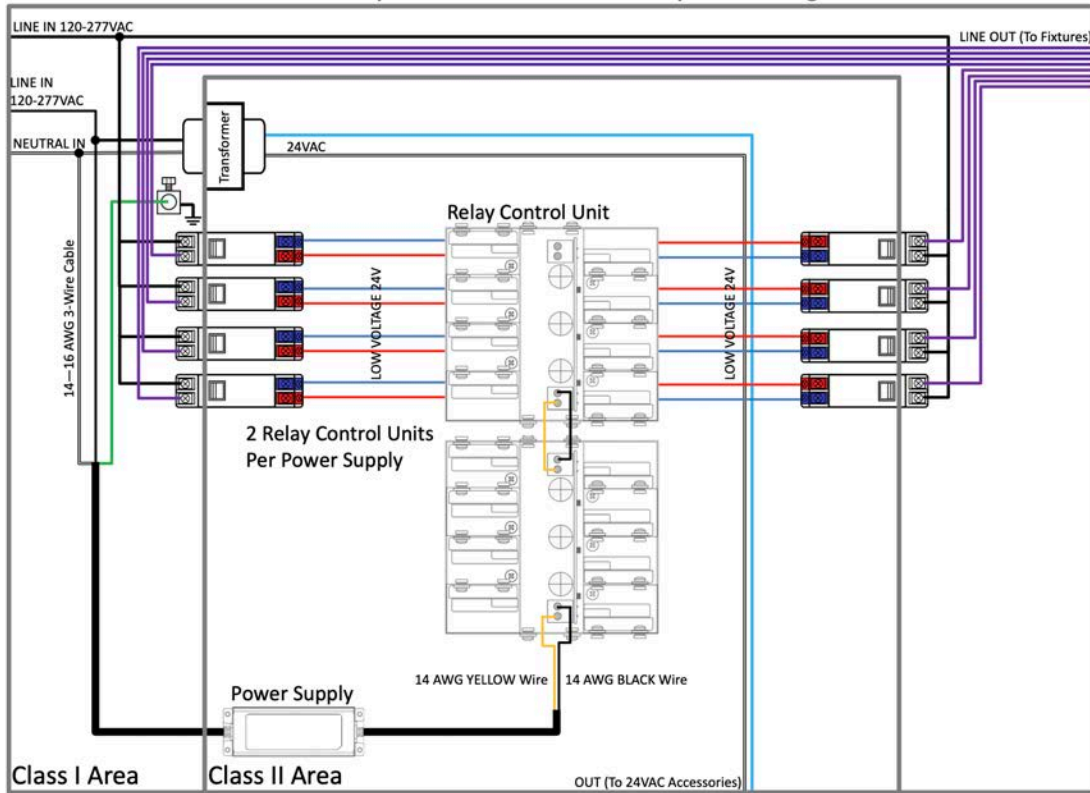 LINE IN 120-277VAC
LINE OUT (To Fixtures)
LINE IN
120-277VAC
NEUTRAL IN
Transformer
24VAC
Relay Control Unit
14—16 AWG 3-Wire Cable
LOW VOLTAGE 24V
LOW VOLTAGE 24V
2 Relay Control Units
Per Power Supply
14 AWG YELLOW Wire
14 AWG BLACK Wire
Power Supply
Class I Area
Class II Area
OUT (To 24VAC Accessories)